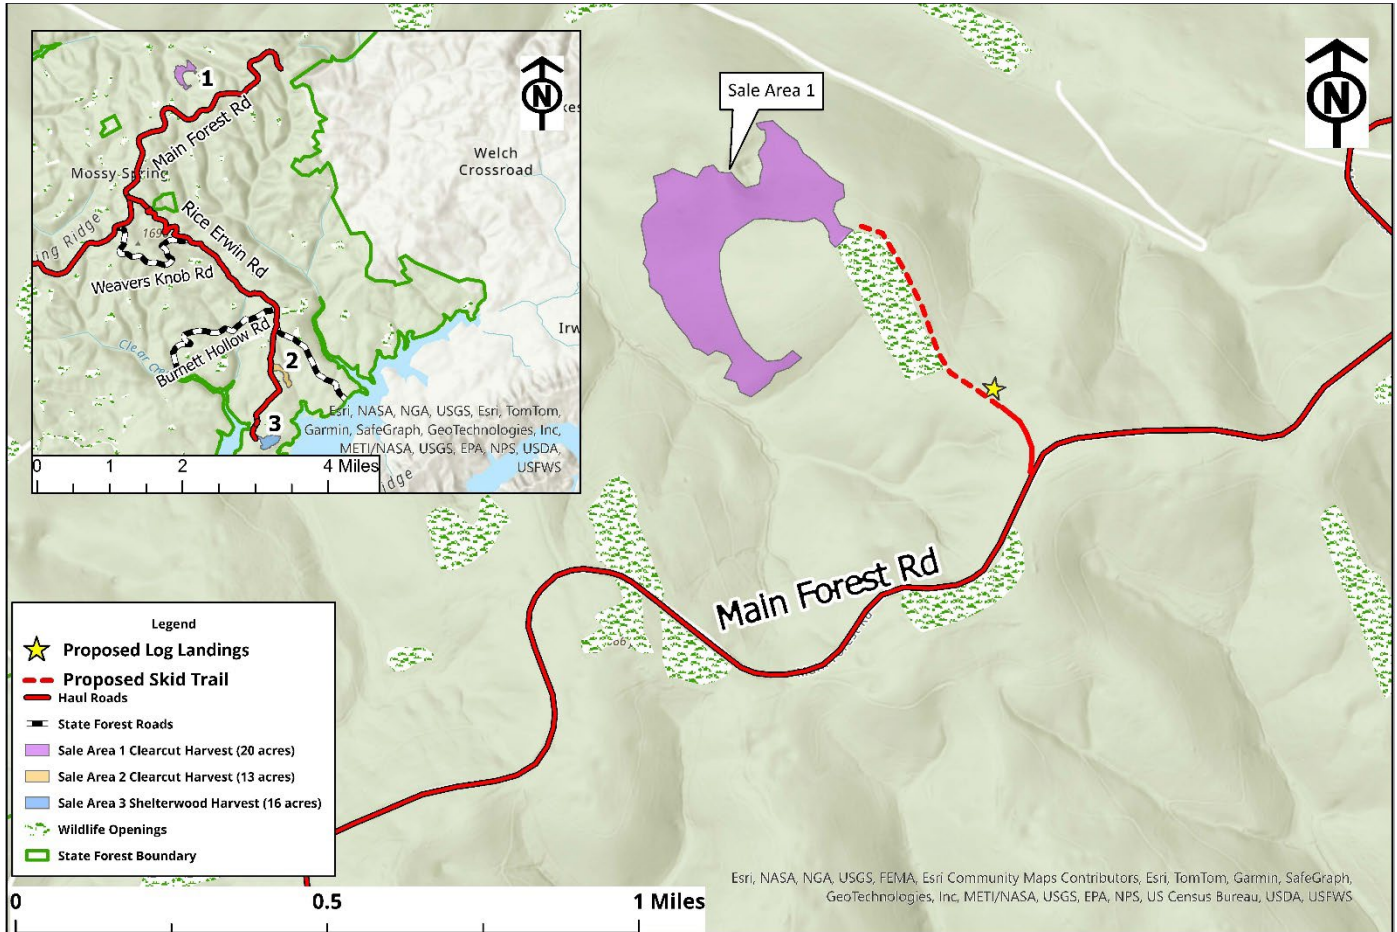 1
N
kes
Main Forest Rd
Welch
Crossroad
Mossy Spring
Rice Erwin Rd
ing Ridge
169
Weavers Knob Rd
Burnett Hollow Rd
Irw
2
3
Esri, NASA, NGA, USGS, Esri, TomTom,
Garmin, SafeGraph, GeoTechnologies, Inc,
METI/NASA, USGS, EPA, NPS, USDA,
USFWS
0 1 2 4 Miles
idge
Sale Area 1
N
Main Forest Rd
Legend
Proposed Log Landings
Proposed Skid Trail
Haul Roads
State Forest Roads
Sale Area 1 Clearcut Harvest (20 acres)
Sale Area 2 Clearcut Harvest (13 acres)
Sale Area 3 Shelterwood Harvest (16 acres)
Wildlife Openings
State Forest Boundary
0 0.5 1 Miles
Esri, NASA, NGA, USGS, FEMA, Esri Community Maps Contributors, Esri, TomTom, Garmin, SafeGraph,
GeoTechnologies, Inc, METI/NASA, USGS, EPA, NPS, US Census Bureau, USDA, USFWS